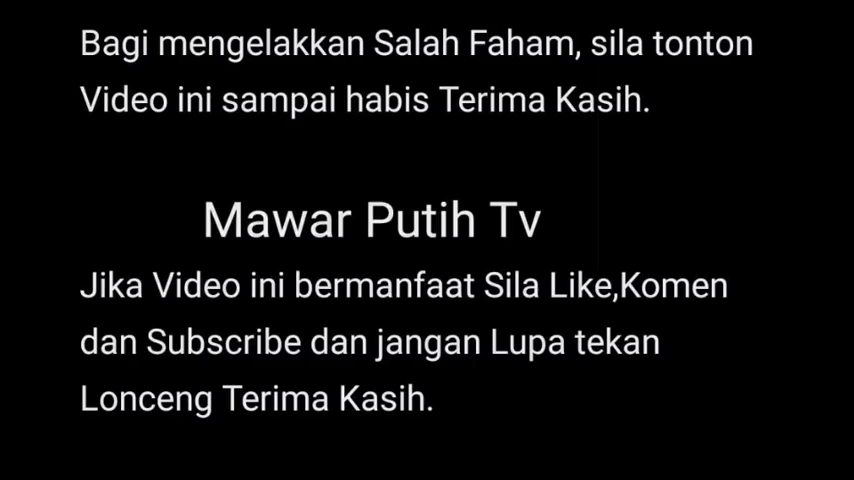 Bagi mengelakkan Salah Faham, sila tonton
Video ini sampai habis Terima Kasih.
Mawar Putih Tv
Jika Video ini bermanfaat Sila Like,Komen
dan Subscribe dan jangan Lupa tekan
Lonceng Terima Kasih.